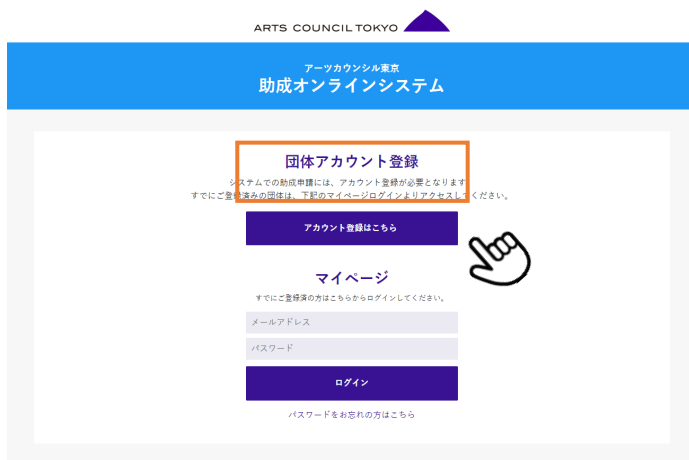 ARTS COUNCIL TOKYO
アーツカウンシル東京
助成オンラインシステム
団体アカウント登録
システムでの助成申請には、アカウント登録が必要となります
すでにご登録済みの団体は、下記のマイページログインよりアクセスしてください。
アカウント登録はこちら
マイページ
すでにご登録済の方はこちらからログインしてください。
メールアドレス
パスワード
ログイン
パスワードをお忘れの方はこちら